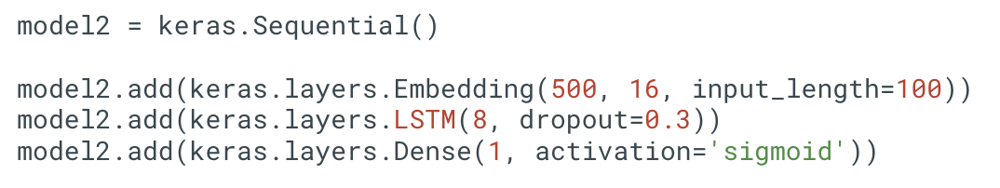 model2 = keras.Sequential()
model2.add(keras.layers.Embedding(500, 16, input_length=100))
model2.add(keras.layers.LSTM(8, dropout=0.3))
model2.add(keras.layers.Dense(1, activation='sigmoid'))